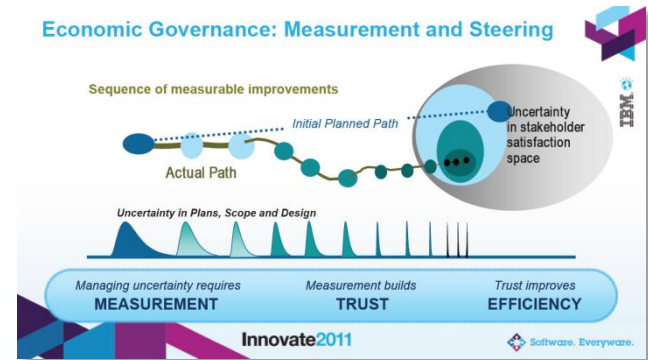 Economic Governance: Measurement and Steering
IBM
Sequence of measurable improvements
Initial Planned Path
Uncertainty
in stakeholder
satisfaction
space
Actual Path
Uncertainty in Plans, Scope and Design
Managing uncertainty requires
MEASUREMENT
Measurement builds
TRUST
Trust improves
EFFICIENCY
Innovate2011
Software. Everyware.